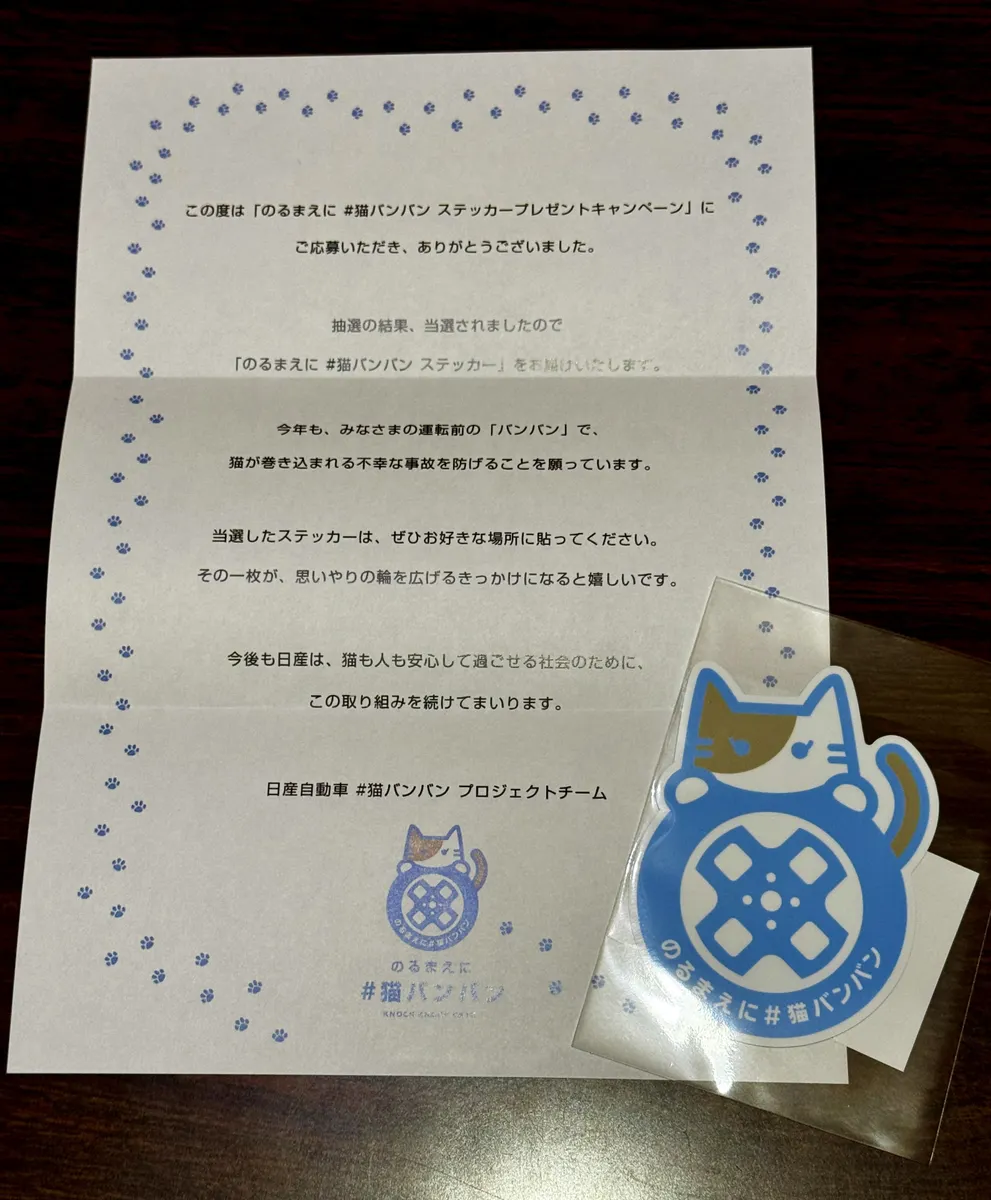 この度は「のるまえに #猫バンバン ステッカープレゼントキャンペーン」に
ご応募いただき、ありがとうございました。
抽選の結果、当選されましたので
「のるまえに #猫バンバン ステッカー」をお届けいたします。
今年も、みなさまの運転前の「バンバン」で、
猫が巻き込まれる不幸な事故を防げることを願っています。
当選したステッカーは、ぜひお好きな場所に貼ってください。
その一枚が、思いやりの輪を広げるきっかけになると嬉しいです。
今後も日産は、猫も人も安心して過ごせる社会のために、
この取り組みを続けてまいります。
日産自動車 #猫バンバン プロジェクトチーム
のるまえに#猫バンバン
のるまえに
#猫バンバン
KNOCK KNOCK CATS
のるまえに#猫バンバン